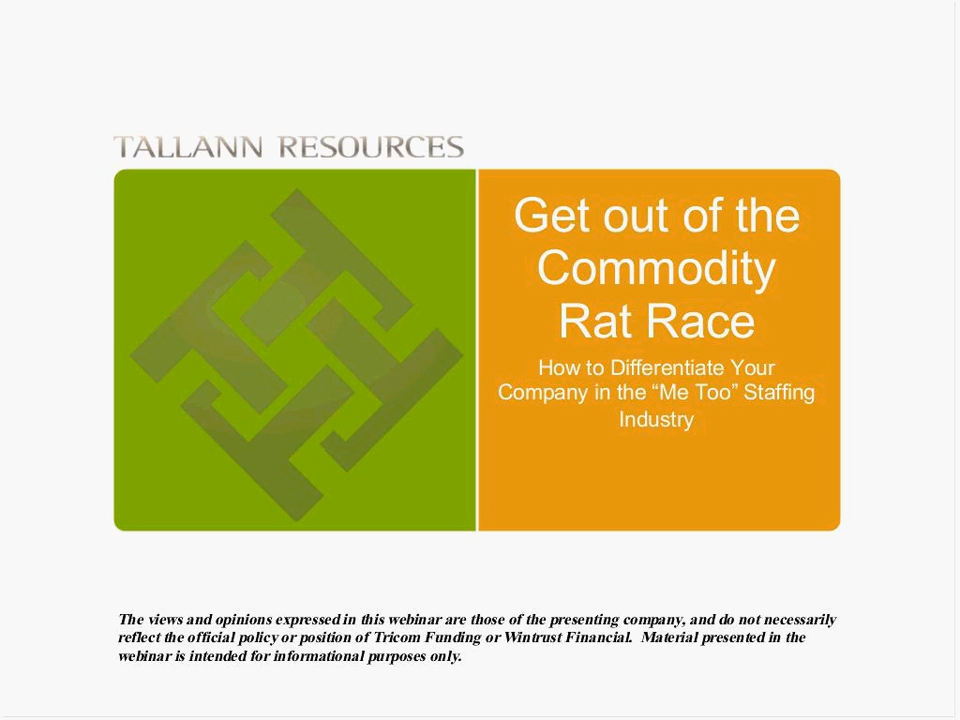 TALLANN RESOURCES
Get out of the
Commodity
Rat Race
How to Differentiate Your
Company in the “Me Too” Staffing
Industry
The views and opinions expressed in this webinar are those of the presenting company, and do not necessarily
reflect the official policy or position of Tricom Funding or Wintrust Financial.  Material presented in the
webinar is intended for informational purposes only.